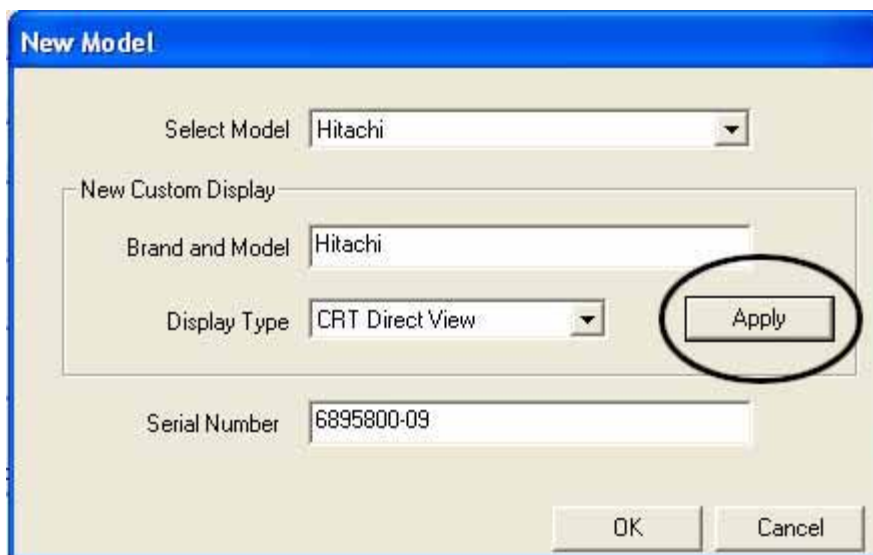 New Model
Select Model Hitachi
New Custom Display
Brand and Model Hitachi
Display Type CRT Direct View Apply
Serial Number 6895800-09
OK Cancel